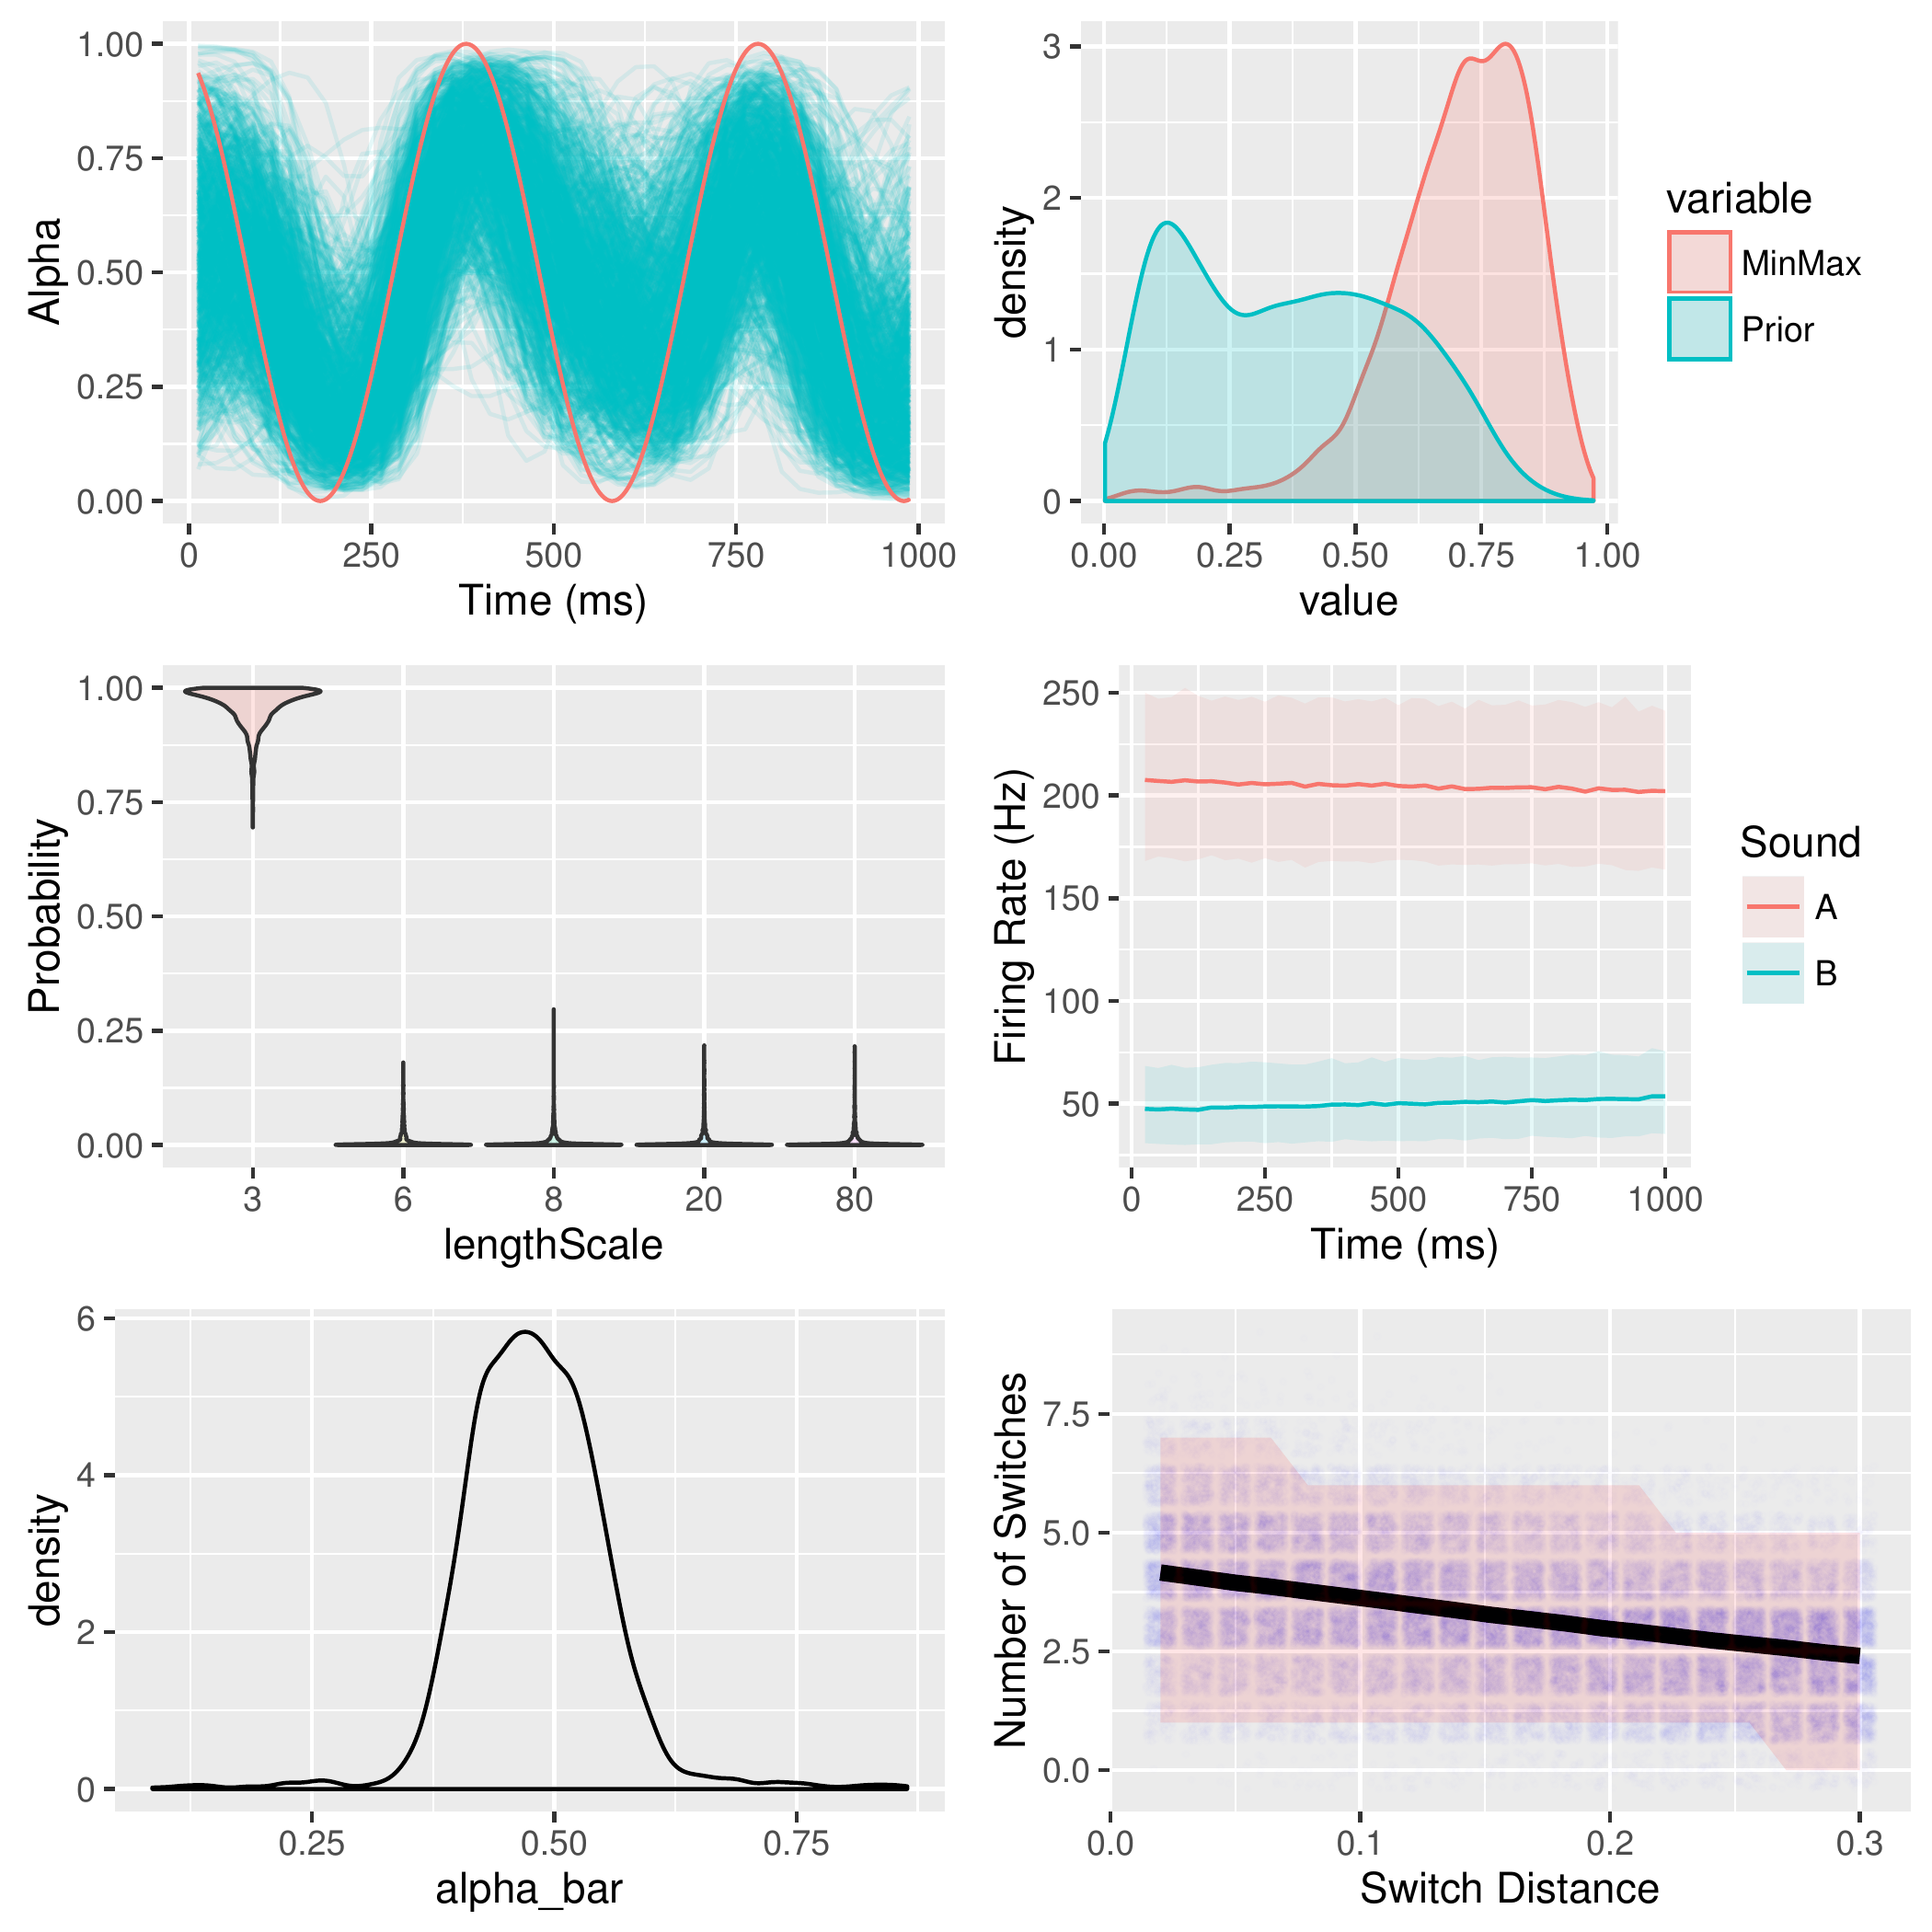 1.00
0.75
0.50
0.25
0.00
Alpha
0 250 500 750 1000
Time (ms)
3
2
1
0
density
0.00 0.25 0.50 0.75 1.00
value
variable
MinMax
Prior
1.00
0.75
0.50
0.25
0.00
Probability
3 6 8 20 80
lengthScale
250
200
150
100
50
Firing Rate (Hz)
0 250 500 750 1000
Time (ms)
Sound
A
B
6
4
2
0
density
0.25 0.50 0.75
alpha_bar
7.5
5.0
2.5
0.0
Number of Switches
0.0 0.1 0.2 0.3
Switch Distance